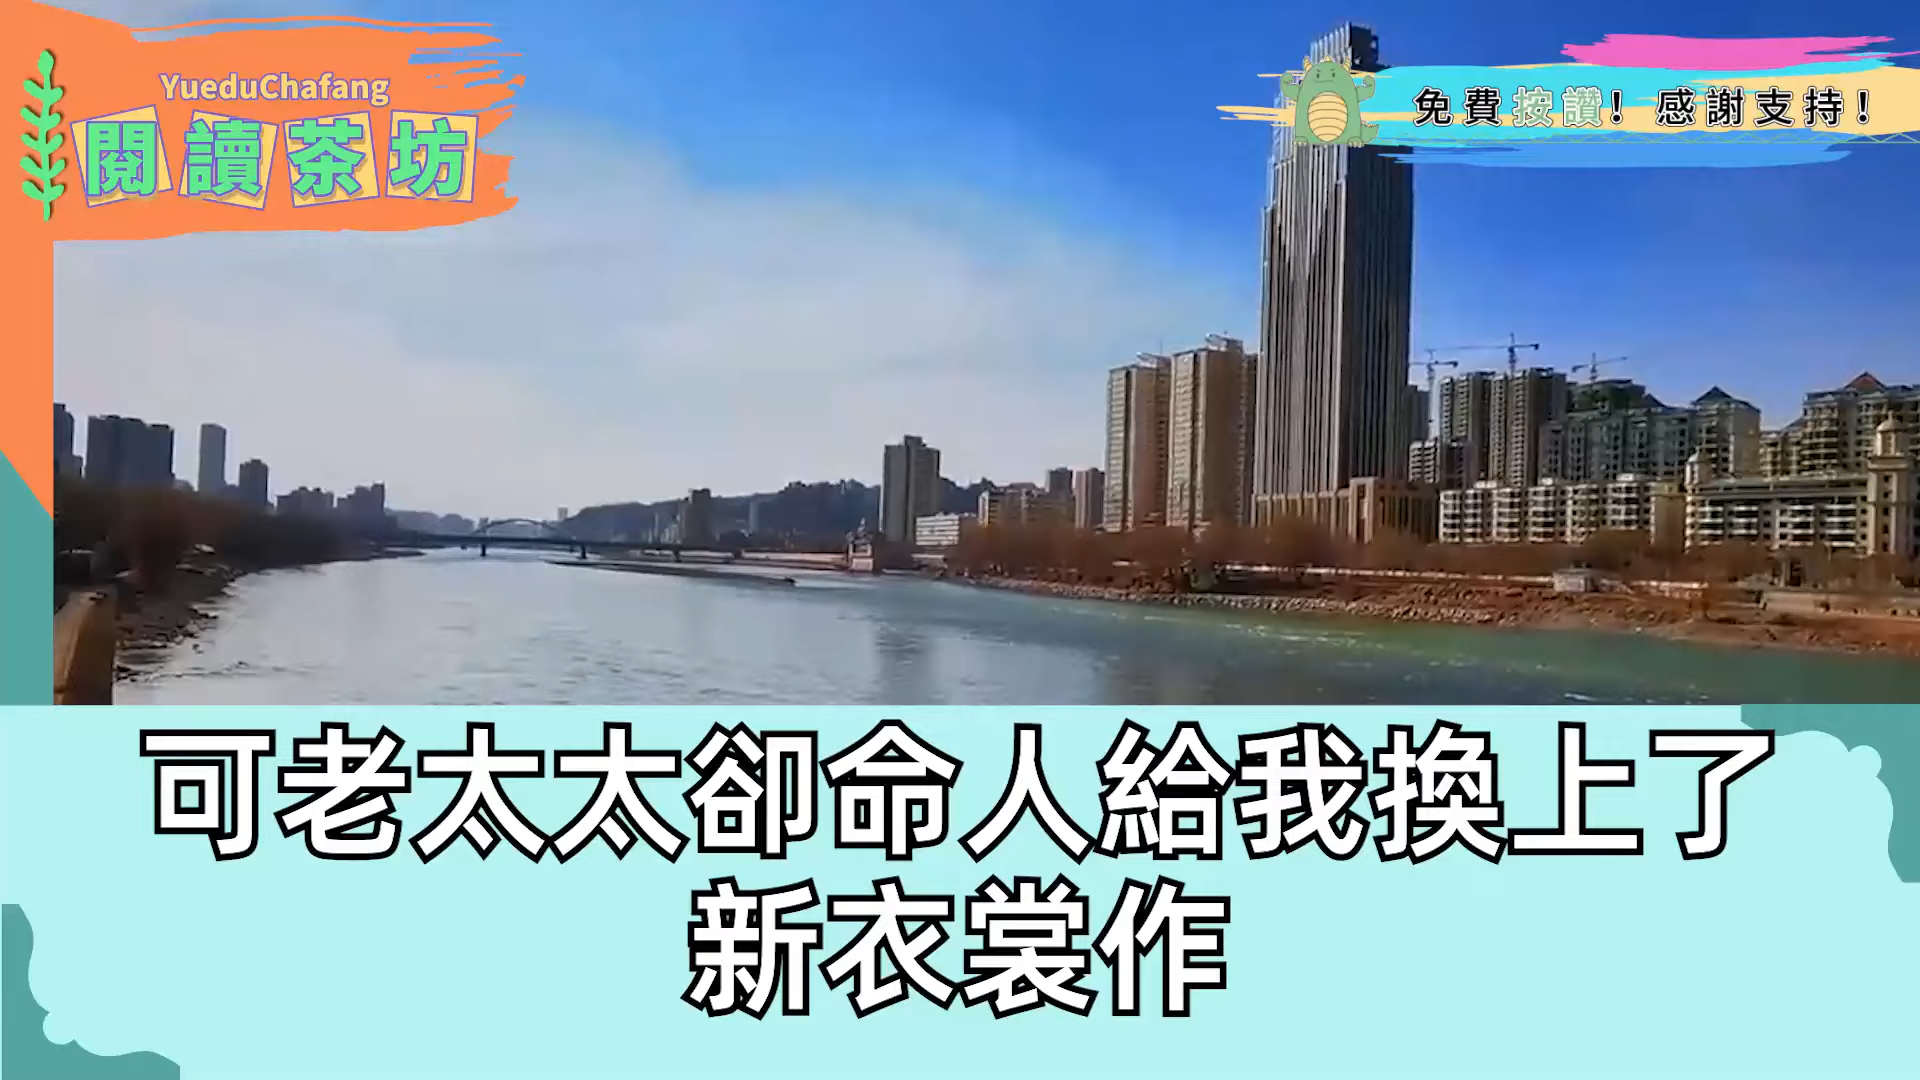 YueduChafang
閱讀茶坊
免費按讚！感謝支持！
可老太太卻命人給我換上了
新衣裳作